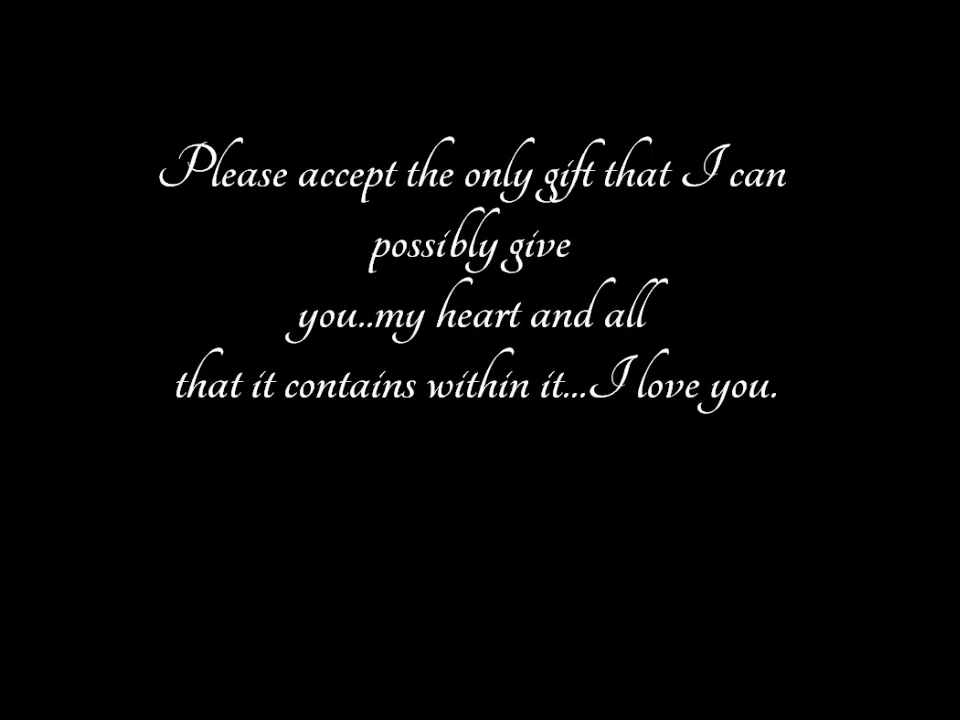 Please accept the only gift that I can
possibly give
you..my heart and all
that it contains within it...I love you.